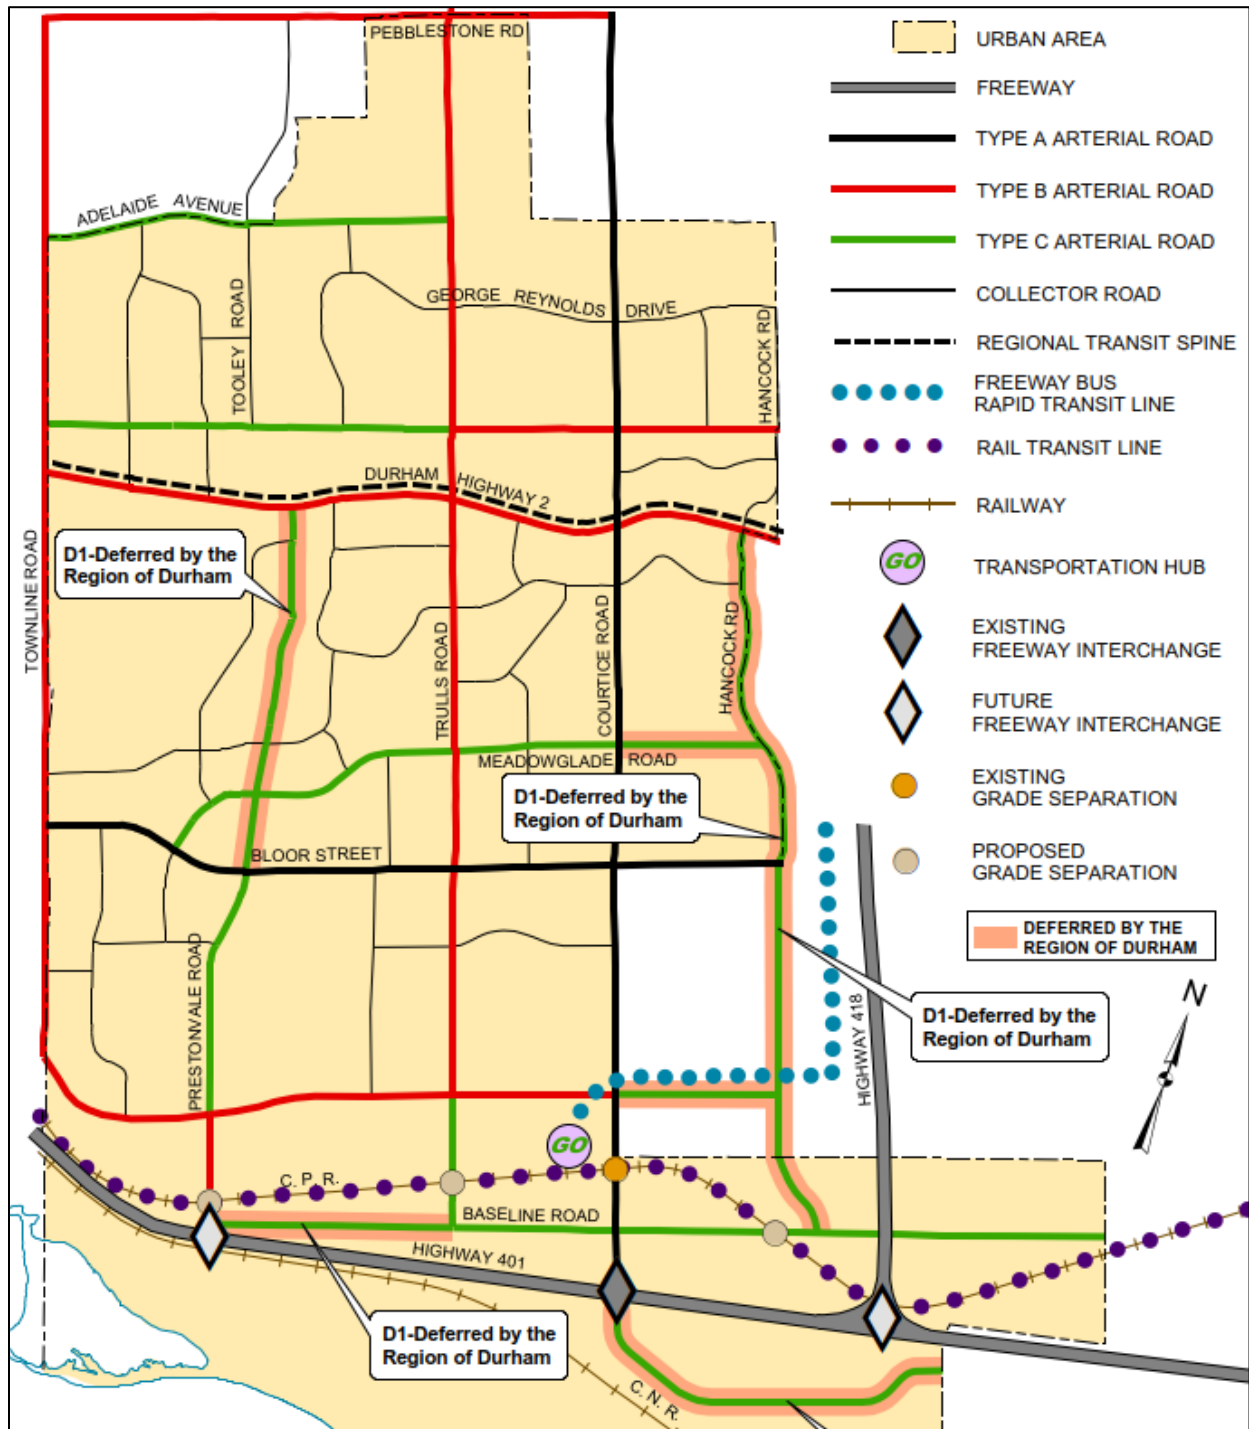 PEBBLESTONE RD
ADELAIDE AVENUE
TOOLEY ROAD
GEORGE REYNOLDS DRIVE
HANCOCK RD
DURHAM HIGHWAY 2
D1-Deferred by the
Region of Durham
TOWNLINE ROAD
TRULLS ROAD
COURTICE ROAD
HANCOCK RD
MEADOWGLADE ROAD
D1-Deferred by the
Region of Durham
BLOOR STREET
PRESTONVALE ROAD
HIGHWAY 418
D1-Deferred by the
Region of Durham
GO
C. P. R.
BASELINE ROAD
HIGHWAY 401
D1-Deferred by the
Region of Durham
C. N. R.
URBAN AREA
FREEWAY
TYPE A ARTERIAL ROAD
TYPE B ARTERIAL ROAD
TYPE C ARTERIAL ROAD
COLLECTOR ROAD
REGIONAL TRANSIT SPINE
FREEWAY BUS
RAPID TRANSIT LINE
RAIL TRANSIT LINE
RAILWAY
GO
TRANSPORTATION HUB
EXISTING
FREEWAY INTERCHANGE
FUTURE
FREEWAY INTERCHANGE
EXISTING
GRADE SEPARATION
PROPOSED
GRADE SEPARATION
DEFERRED BY THE
REGION OF DURHAM
N